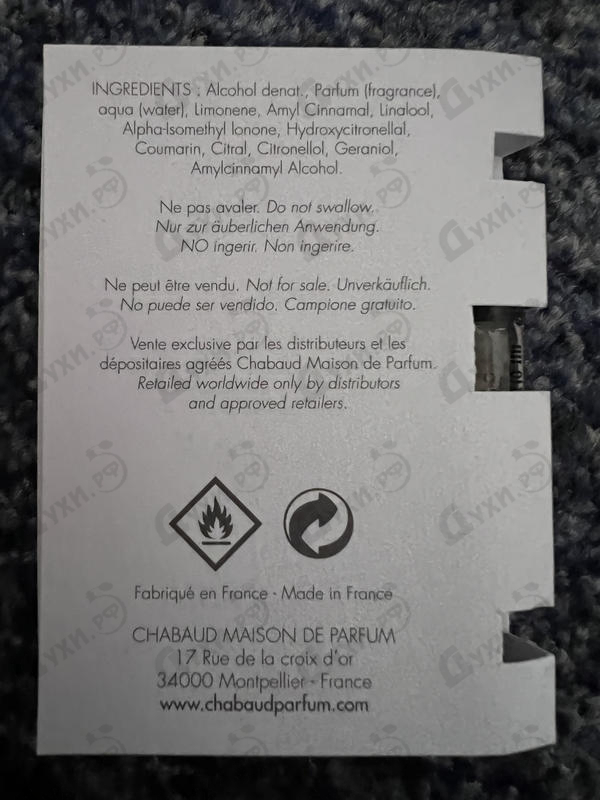 INGREDIENTS : Alcohol denat., Parfum (fragrance),
aqua (water), Limonene, Amyl Cinnamal, Linalool,
Alpha-Isomethyl Ionone, Hydroxycitronellal,
Coumarin, Citral, Citronellol, Geraniol,
Amylcinnamyl Alcohol.
Ne pas avaler. Do not swallow.
Nur zur äuberlichen Anwendung.
NO ingerir. Non ingerire.
Ne peut être vendu. Not for sale. Unverkäuflich.
No puede ser vendido. Campione gratuito.
Vente exclusive par les distributeurs et les
dépositaires agréés Chabaud Maison de Parfum.
Retailed worldwide only by distributors
and approved retailers.
Fabriqué en France - Made in France
CHABAUD MAISON DE PARFUM
17 Rue de la croix d'or
34000 Montpellier - France
www.chabaudparfum.com
духи.рф